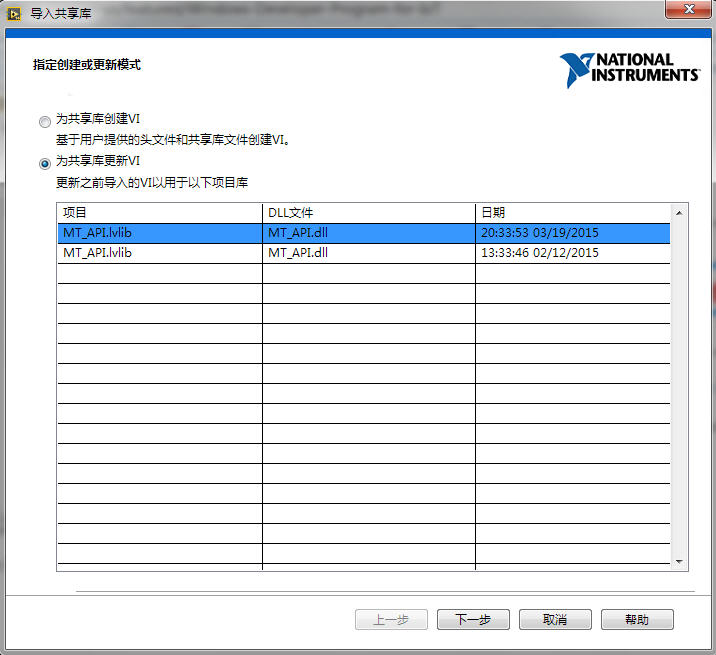 导入共享库
指定创建或更新模式
NATIONAL
INSTRUMENTS
为共享库创建VI
基于用户提供的头文件和共享库文件创建VI。
为共享库更新VI
更新之前导入的VI以用于以下项目库
项目 DLL文件 日期
MT_API.lvlib MT_API.dll 20:33:53 03/19/2015
MT_API.lvlib MT_API.dll 13:33:46 02/12/2015
上一步 下一步 取消 帮助